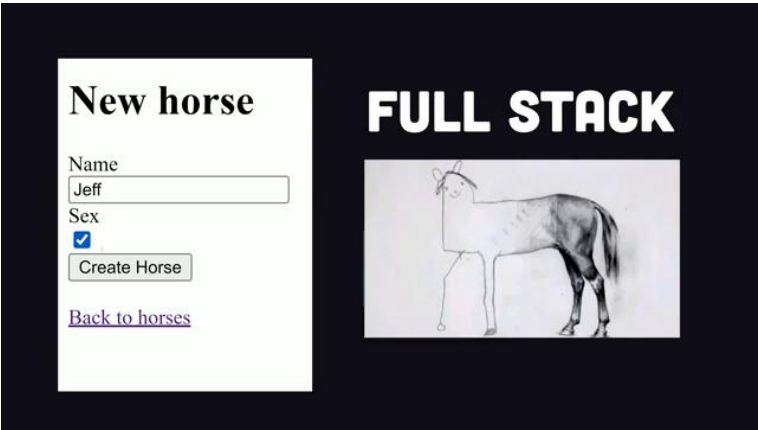 New horse
Name
Jeff
Sex
Create Horse
Back to horses
FULL STACK